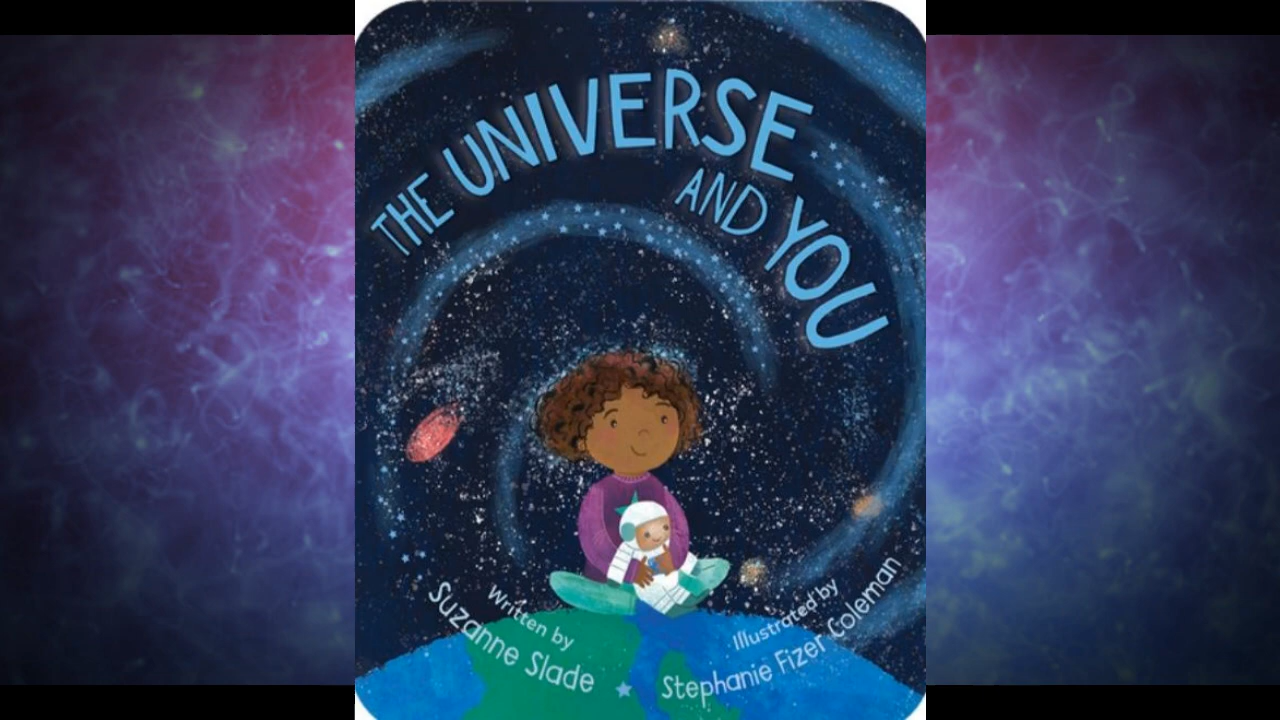 THE UNIVERSE
AND YOU
Written by
Suzanne Slade
Illustrated by
Stephanie Fizer Coleman